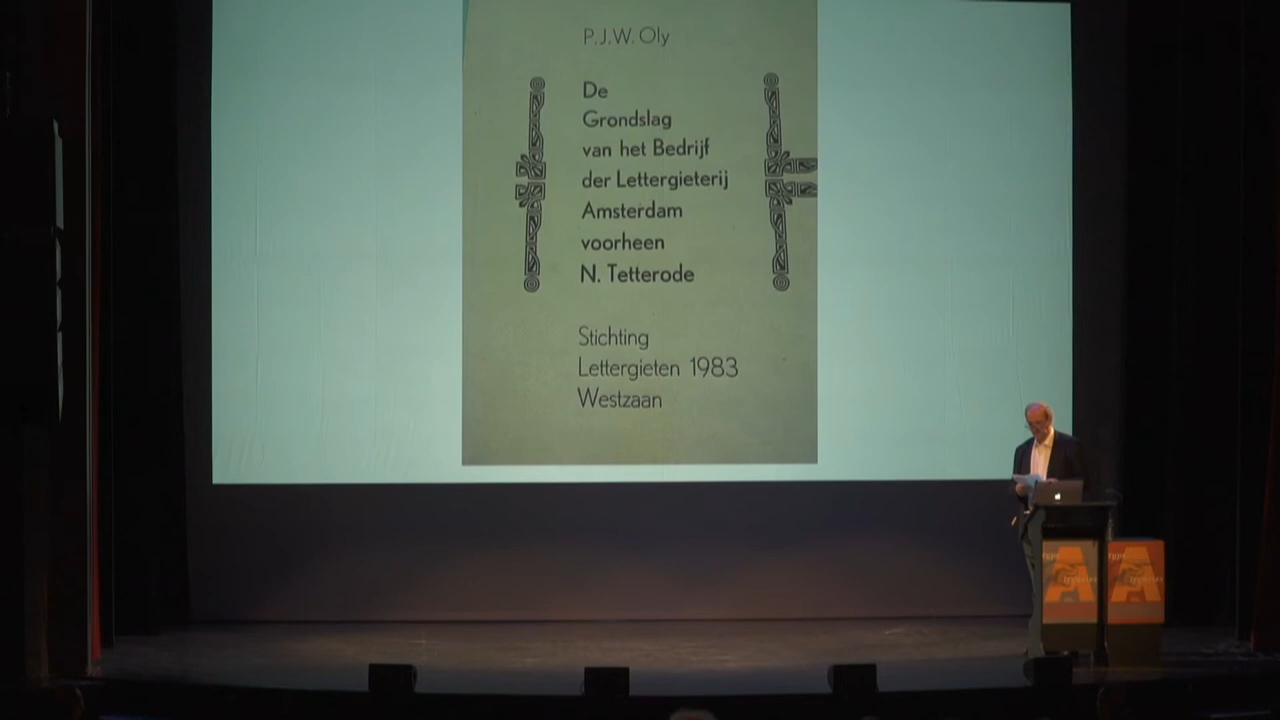 P.J.W. Oly
De
Grondslag
van het Bedrijf
der Lettergieterij
Amsterdam
voorheen
N. Tetterode
Stichting
Lettergieten 1983
Westzaan